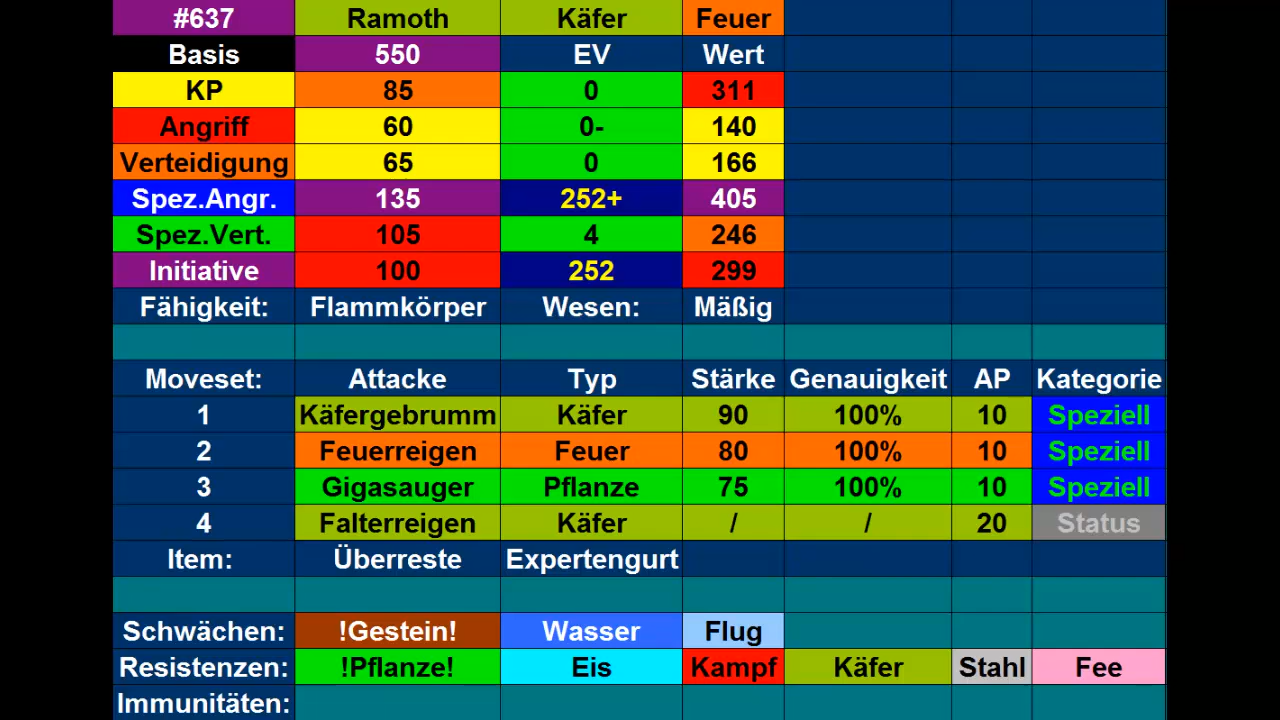 #637 Ramoth Käfer Feuer
Basis 550 EV Wert
KP 85 0 311
Angriff 60 0- 140
Verteidigung 65 0 166
Spez.Angr. 135 252+ 405
Spez.Vert. 105 4 246
Initiative 100 252 299
Fähigkeit: Flammkörper Wesen: Mäßig
Moveset: Attacke Typ Stärke Genauigkeit AP Kategorie
1 Käfergebrumm Käfer 90 100% 10 Speziell
2 Feuerreigen Feuer 80 100% 10 Speziell
3 Gigasauger Pflanze 75 100% 10 Speziell
4 Falterreigen Käfer / / 20 Status
Item: Überreste Expertengurt
Schwächen: !Gestein! Wasser Flug
Resistenzen: !Pflanze! Eis Kampf Käfer Stahl Fee
Immunitäten: